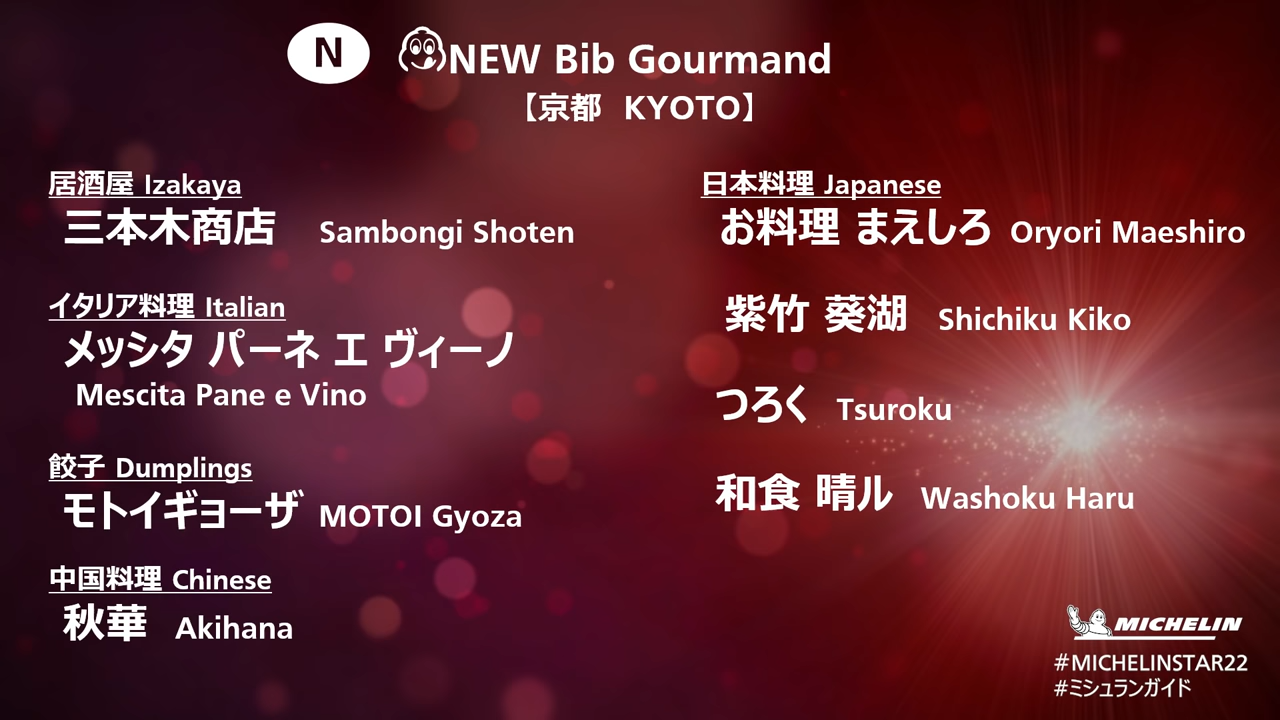 N NEW Bib Gourmand
【京都 KYOTO】
居酒屋 Izakaya
三本木商店 Sambongi Shoten
イタリア料理 Italian
メッシタ パーネ エ ヴィーノ
Mescita Pane e Vino
餃子 Dumplings
モトイギョーザ MOTOI Gyoza
中国料理 Chinese
秋華 Akihana
日本料理 Japanese
お料理 まえしろ Oryori Maeshiro
紫竹 葵湖 Shichiku Kiko
つろく Tsuroku
和食 晴ル Washoku Haru
MICHELIN
#MICHELINSTAR22
#ミシュランガイド